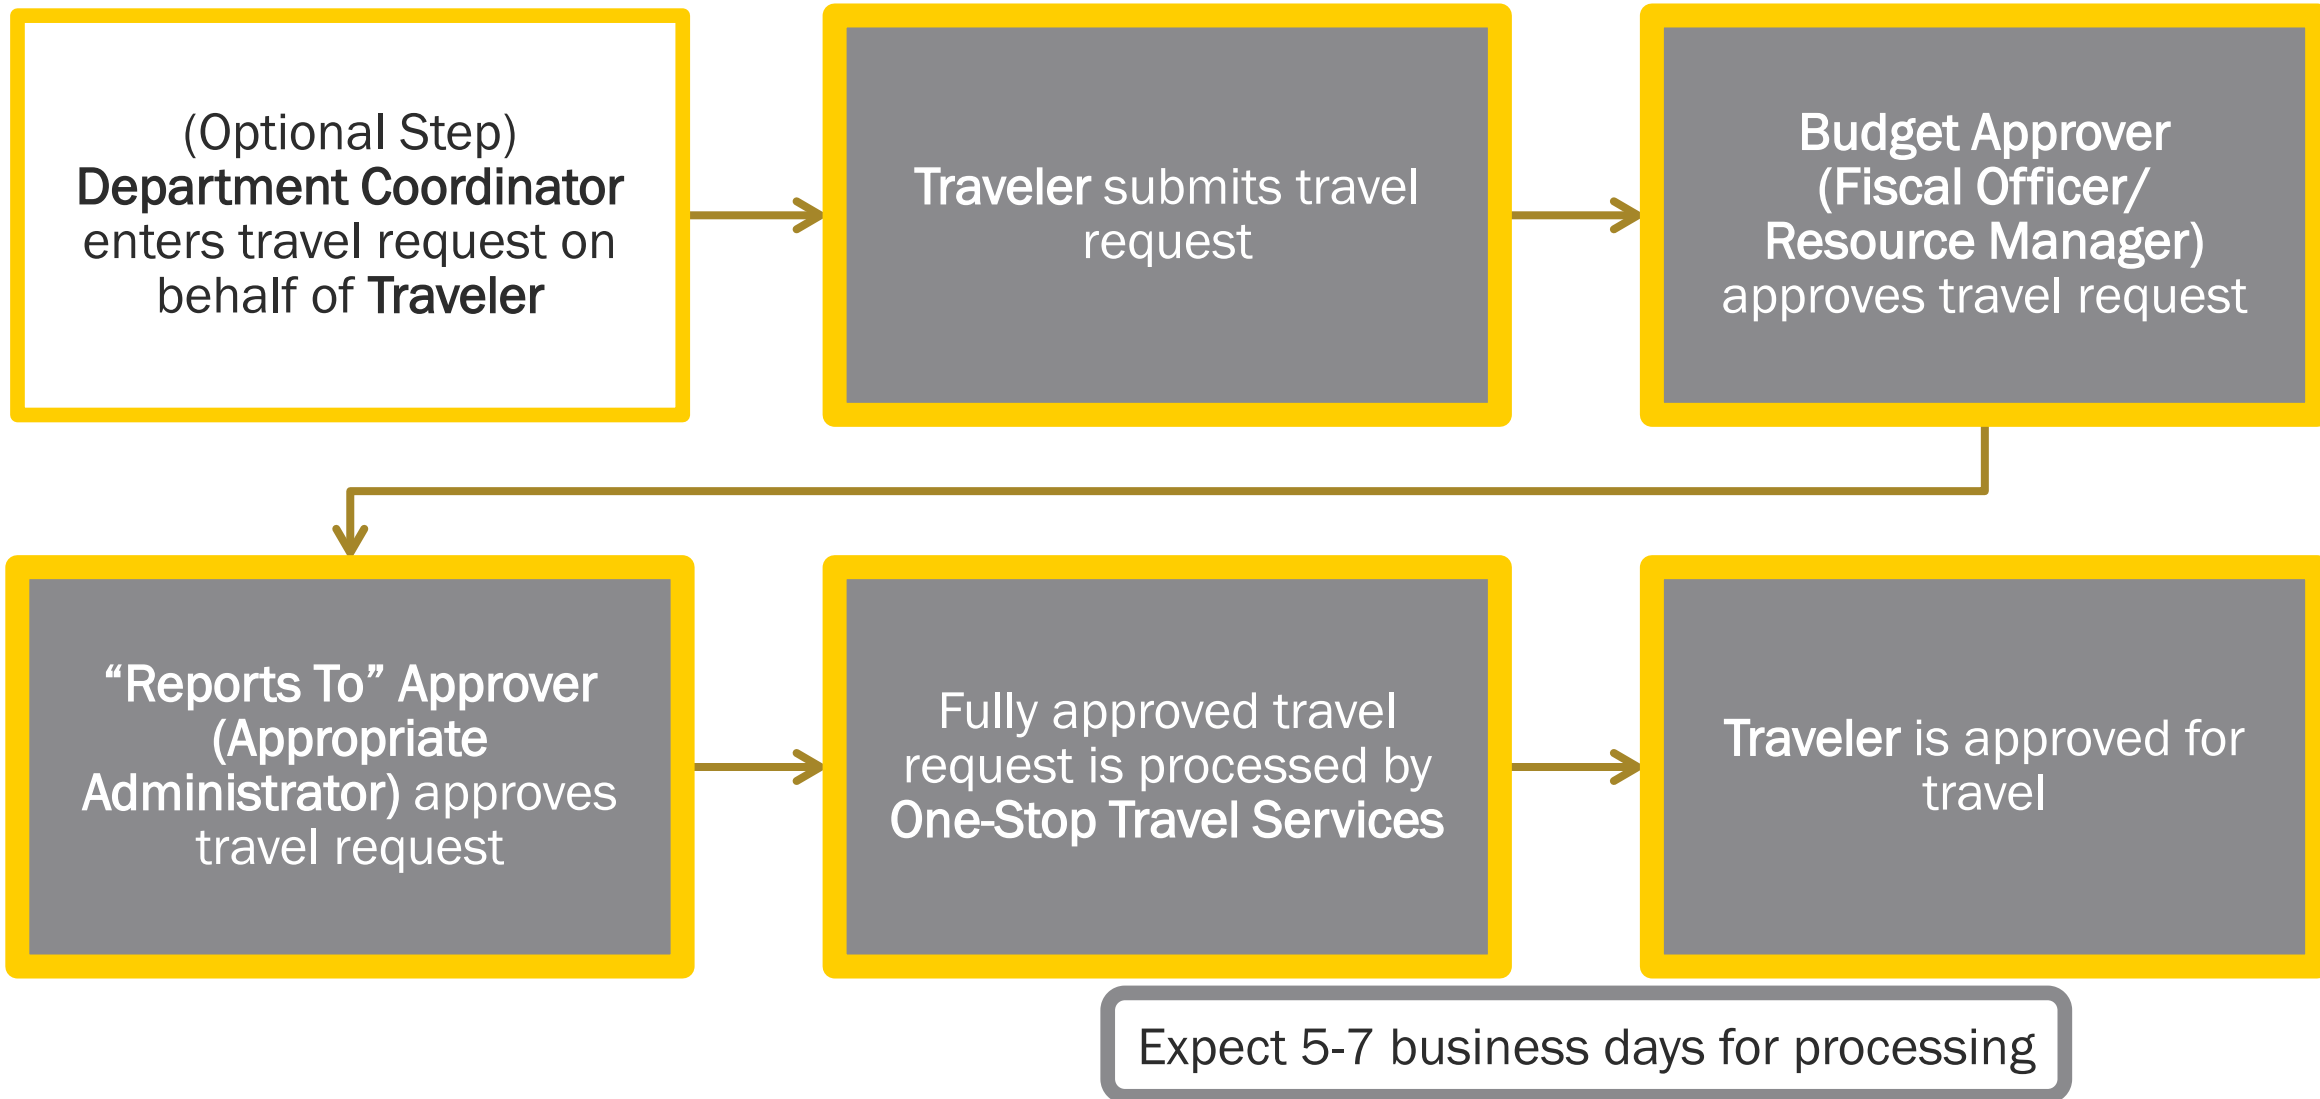 (Optional Step)
Department Coordinator
enters travel request on
behalf of Traveler
Traveler submits travel
request
Budget Approver
(Fiscal Officer/
Resource Manager)
approves travel request
“Reports To” Approver
(Appropriate
Administrator) approves
travel request
Fully approved travel
request is processed by
One-Stop Travel Services
Traveler is approved for
travel
Expect 5-7 business days for processing